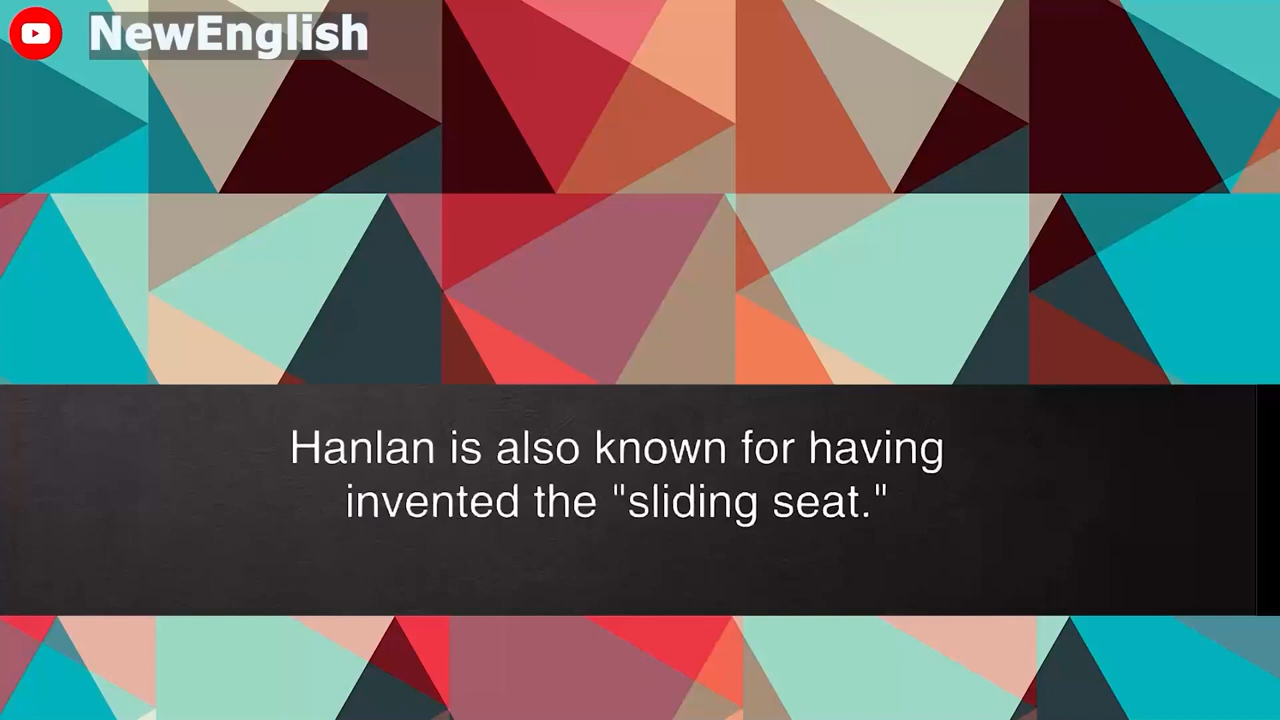 NewEnglish
Hanlan is also known for having
invented the "sliding seat."